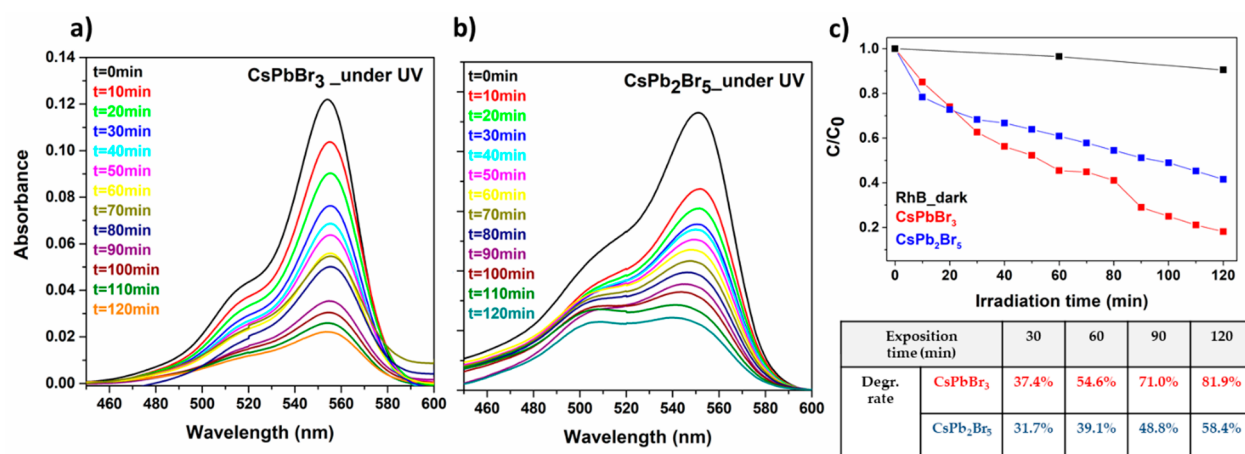 a)
CsPbBr₃ _under UV
0.14
0.12
0.10
0.08
0.06
0.04
0.02
0.00
Absorbance
t=0min
t=10min
t=20min
t=30min
t=40min
t=50min
t=60min
t=70min
t=80min
t=90min
t=100min
t=110min
t=120min
460 480 500 520 540 560 580 600
Wavelength (nm)
b)
CsPb₂Br₅_under UV
t=0min
t=10min
t=20min
t=30min
t=40min
t=50min
t=60min
t=70min
t=80min
t=90min
t=100min
t=110min
t=120min
460 480 500 520 540 560 580 600
Wavelength (nm)
c)
1.0
0.8
0.6
0.4
0.2
C/C₀
RhB_dark
CsPbBr₃
CsPb₂Br₅
0 20 40 60 80 100 120
Irradiation time (min)
Exposition time (min) 30 60 90 120
Degr. rate CsPbBr₃ 37.4% 54.6% 71.0% 81.9%
CsPb₂Br₅ 31.7% 39.1% 48.8% 58.4%